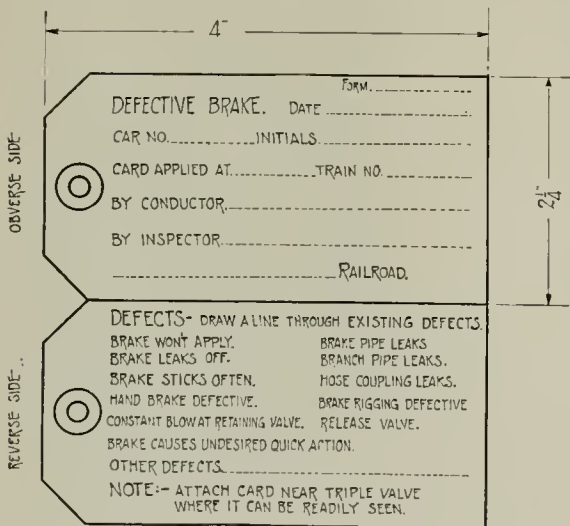 4"
FORM.
DEFECTIVE BRAKE. DATE
CAR NO. INITIALS
CARD APPLIED AT. TRAIN NO.
BY CONDUCTOR.
BY INSPECTOR.
RAILROAD.
OBVERSE SIDE-
2 1/4"
DEFECTS- DRAW A LINE THROUGH EXISTING DEFECTS.
BRAKE WON'T APPLY. BRAKE PIPE LEAKS
BRAKE LEAKS OFF. BRANCH PIPE LEAKS.
BRAKE STICKS OFTEN. HOSE COUPLING LEAKS.
HAND BRAKE DEFECTIVE. BRAKE RIGGING DEFECTIVE
CONSTANT BLOW AT RETAINING VALVE. RELEASE VALVE.
BRAKE CAUSES UNDESIRED QUICK ACTION.
OTHER DEFECTS.
NOTE:- ATTACH CARD NEAR TRIPLE VALVE
WHERE IT CAN BE READILY SEEN.
REVERSE SIDE-